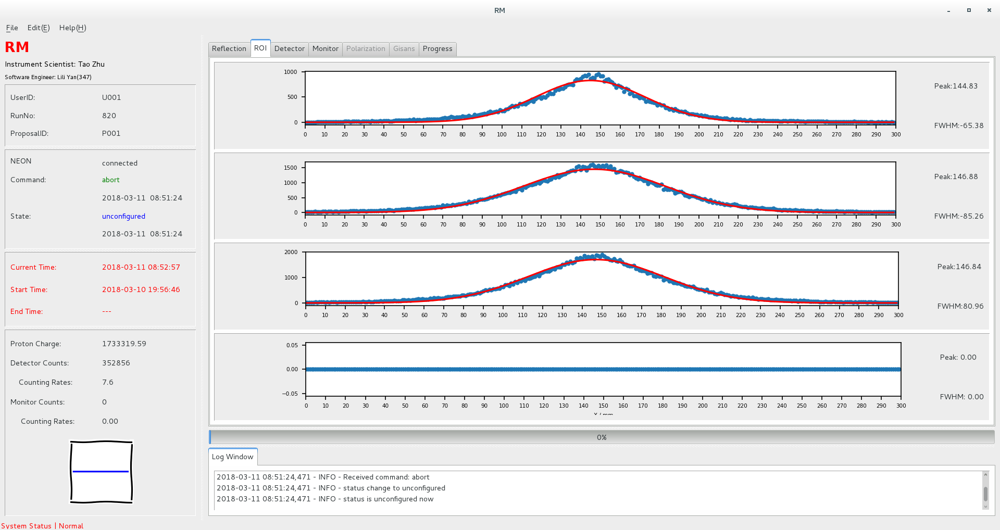 RM
File Edit(E) Help(H)
RM
Instrument Scientist: Tao Zhu
Software Engineer: Lili Yan(347)
UserID: U001
RunNo: 820
ProposalID: P001
NEON connected
Command: abort
2018-03-11 08:51:24
State: unconfigured
2018-03-11 08:51:24
Current Time: 2018-03-11 08:52:57
Start Time: 2018-03-10 19:56:46
End Time: ---
Proton Charge: 1733319.59
Detector Counts: 352856
Counting Rates: 7.6
Monitor Counts: 0
Counting Rates: 0.00
System Status | Normal
Reflection ROI Detector Monitor Polarization Gisans Progress
1000
500
0
0 10 20 30 40 50 60 70 80 90 100 110 120 130 140 150 160 170 180 190 200 210 220 230 240 250 260 270 280 290 300
Peak:144.83
FWHM:-65.38
1500
1000
500
0
0 10 20 30 40 50 60 70 80 90 100 110 120 130 140 150 160 170 180 190 200 210 220 230 240 250 260 270 280 290 300
Peak:146.88
FWHM:-85.26
2000
1000
0
0 10 20 30 40 50 60 70 80 90 100 110 120 130 140 150 160 170 180 190 200 210 220 230 240 250 260 270 280 290 300
Peak:146.84
FWHM:80.96
0.05
0.00
−0.05
0 10 20 30 40 50 60 70 80 90 100 110 120 130 140 150 160 170 180 190 200 210 220 230 240 250 260 270 280 290 300
X / mm
Peak: 0.00
FWHM: 0.00
0%
Log Window
2018-03-11 08:51:24,471 - INFO - Received command: abort
2018-03-11 08:51:24,471 - INFO - status change to unconfigured
2018-03-11 08:51:24,471 - INFO - status is unconfigured now